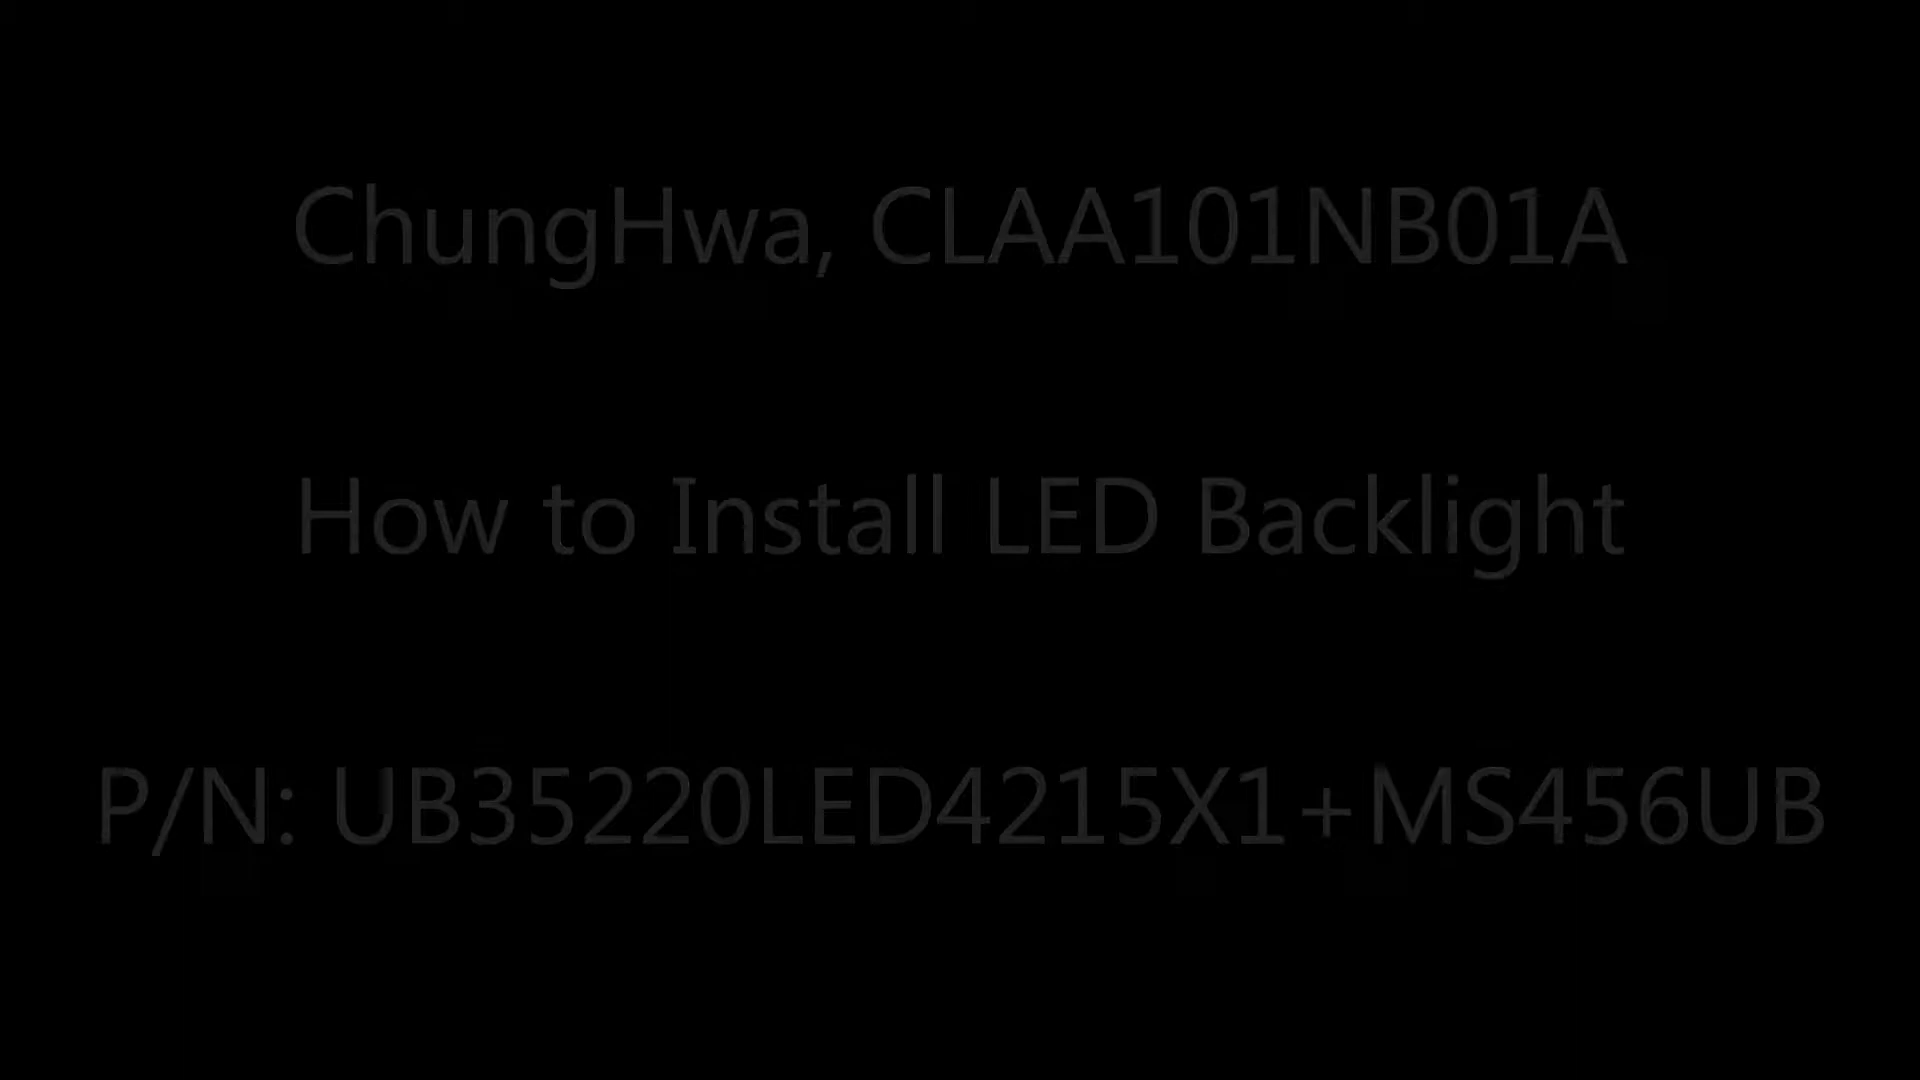 ChungHwa, CLAA101NB01A
How to Install LED Backlight
P/N: UB35220LED4215X1+MS456UB